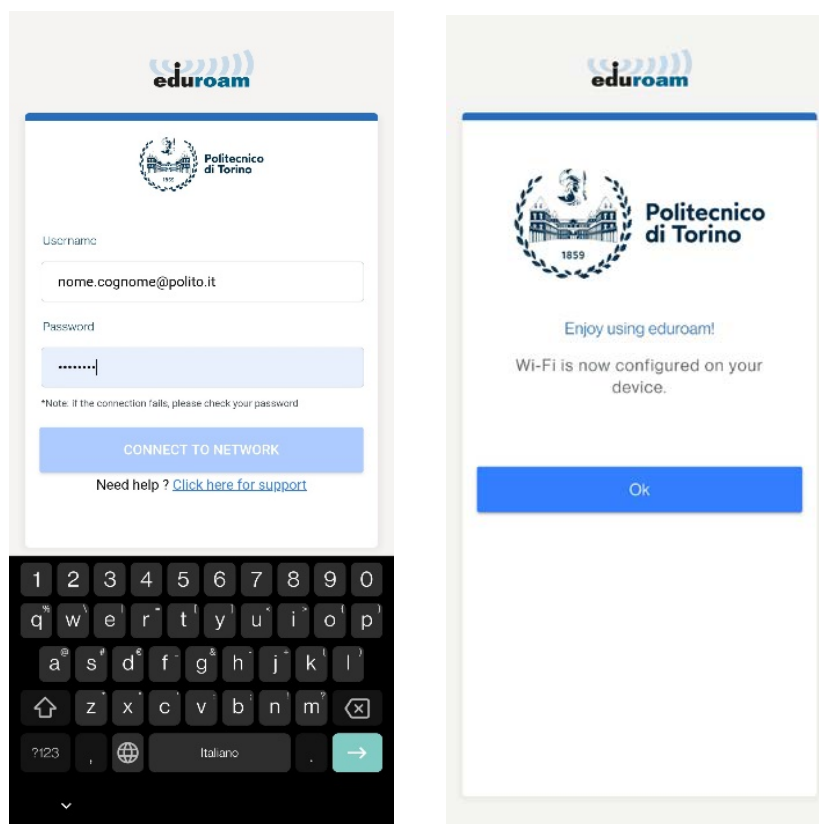 eduroam
Politecnico
di Torino
1859
Username
nome.cognome@polito.it
Password
••••••••
*Note: if the connection fails, please check your password
CONNECT TO NETWORK
Need help ? Click here for support
1 2 3 4 5 6 7 8 9 0
q w e r t y u i o p
a s d f g h j k l
z x c v b n m
?123 , Italiano .
eduroam
Politecnico
di Torino
1859
Enjoy using eduroam!
Wi-Fi is now configured on your
device.
Ok